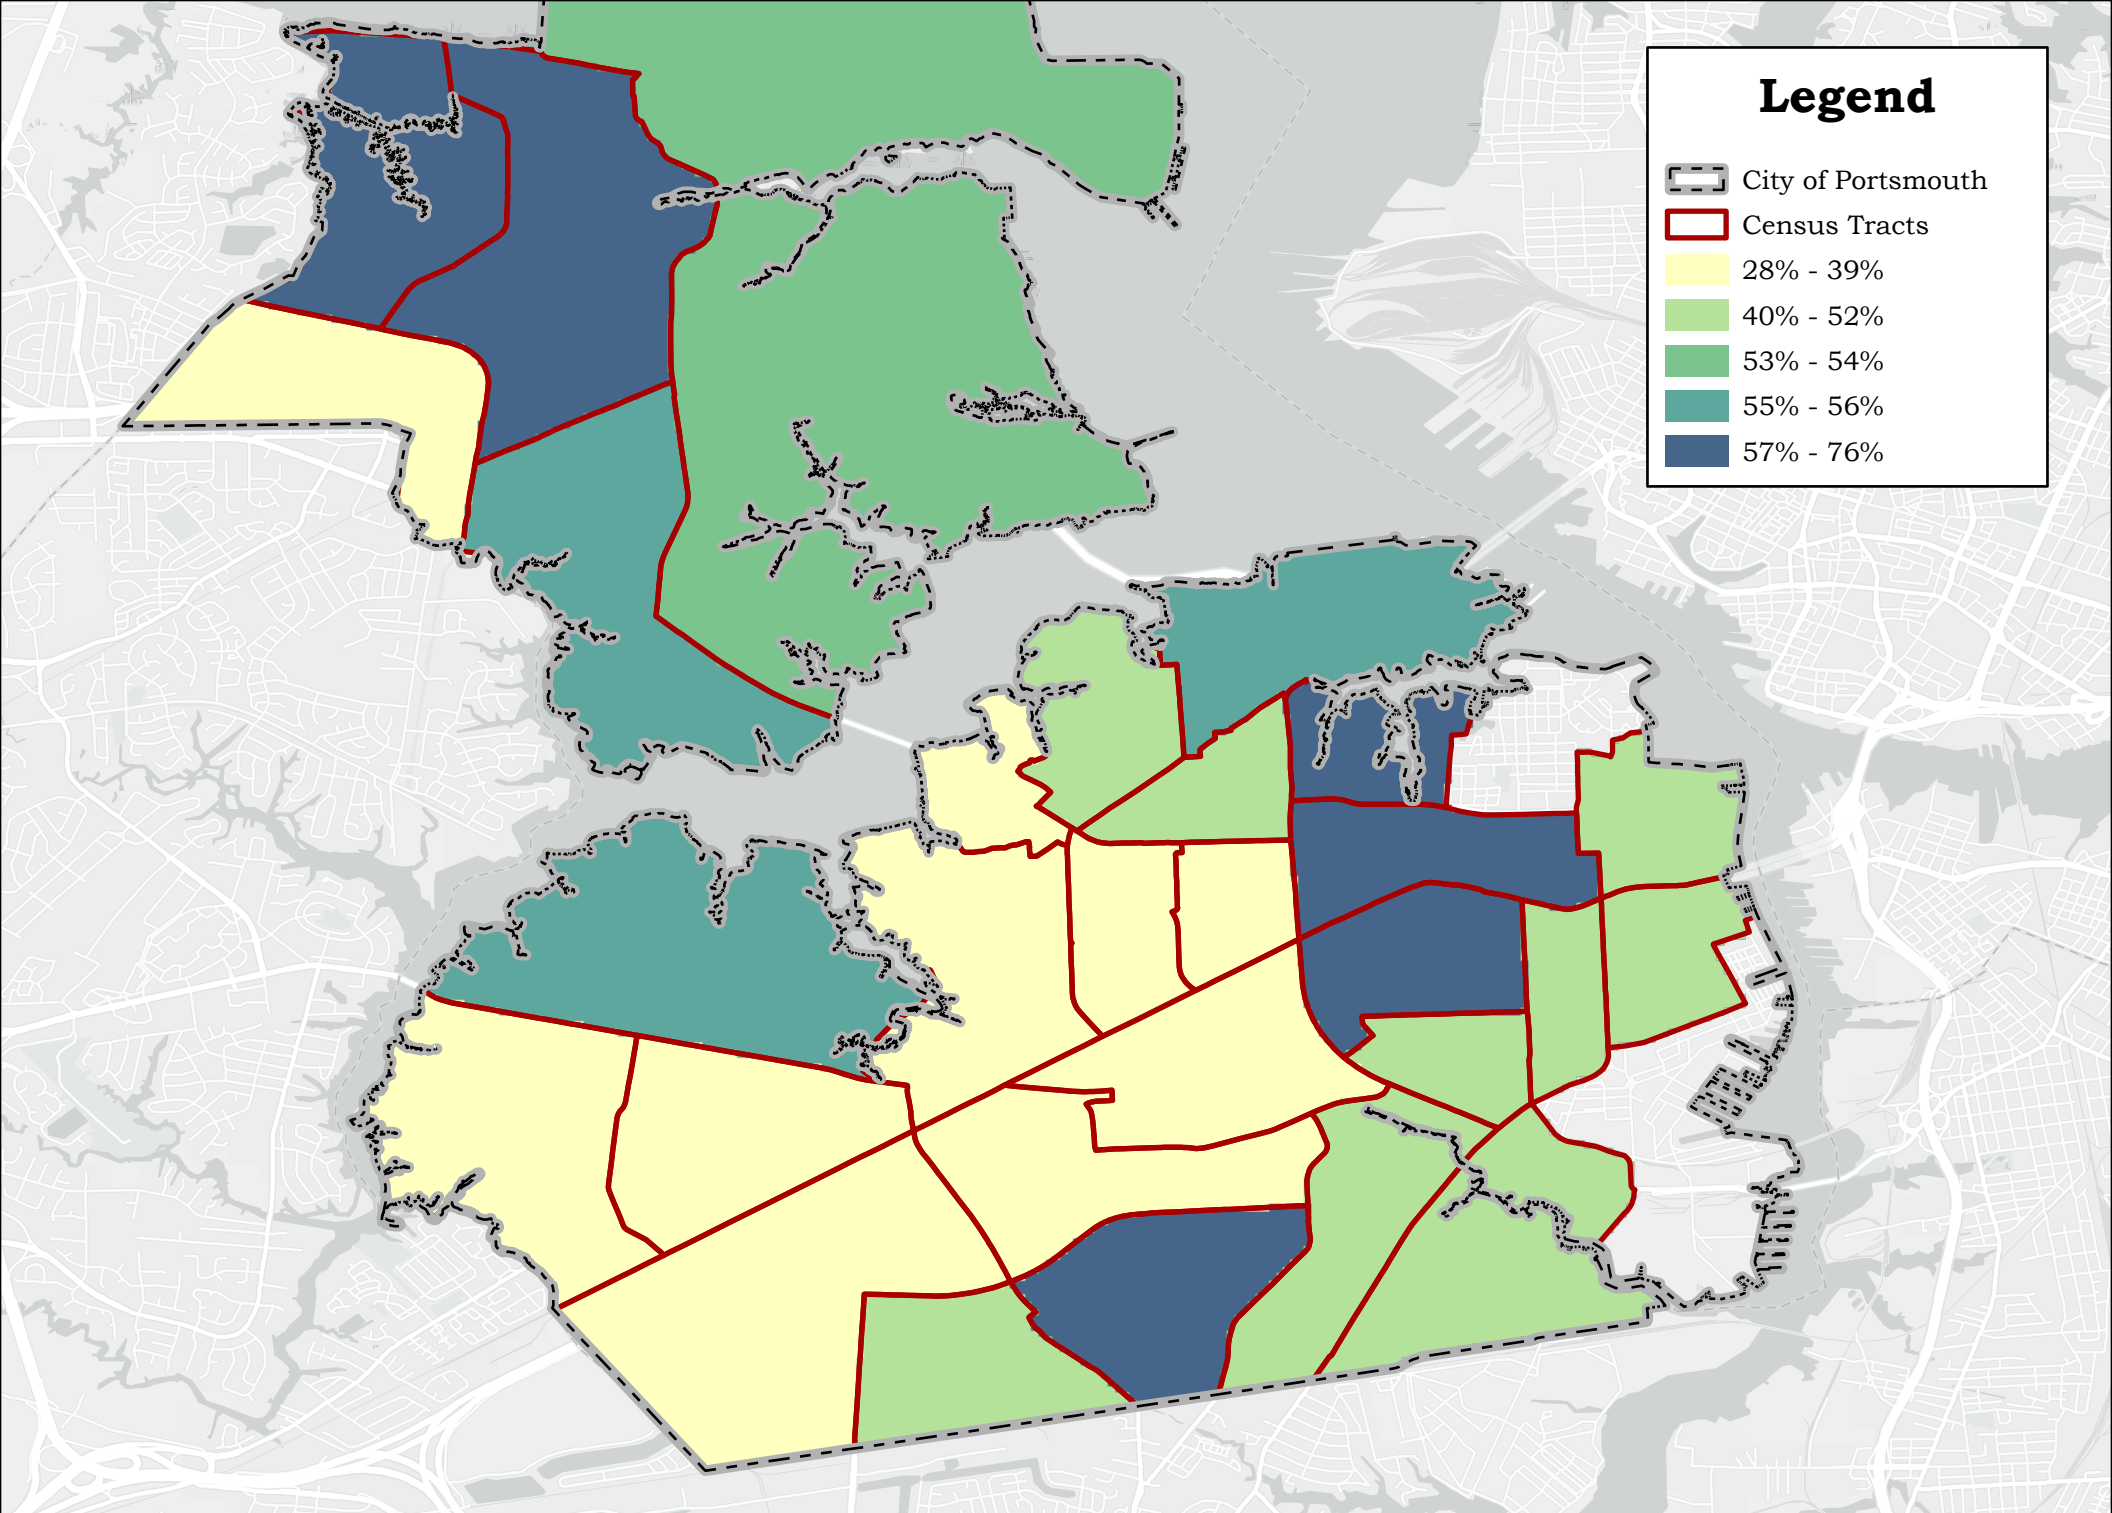 Legend
City of Portsmouth
Census Tracts
28% - 39%
40% - 52%
53% - 54%
55% - 56%
57% - 76%